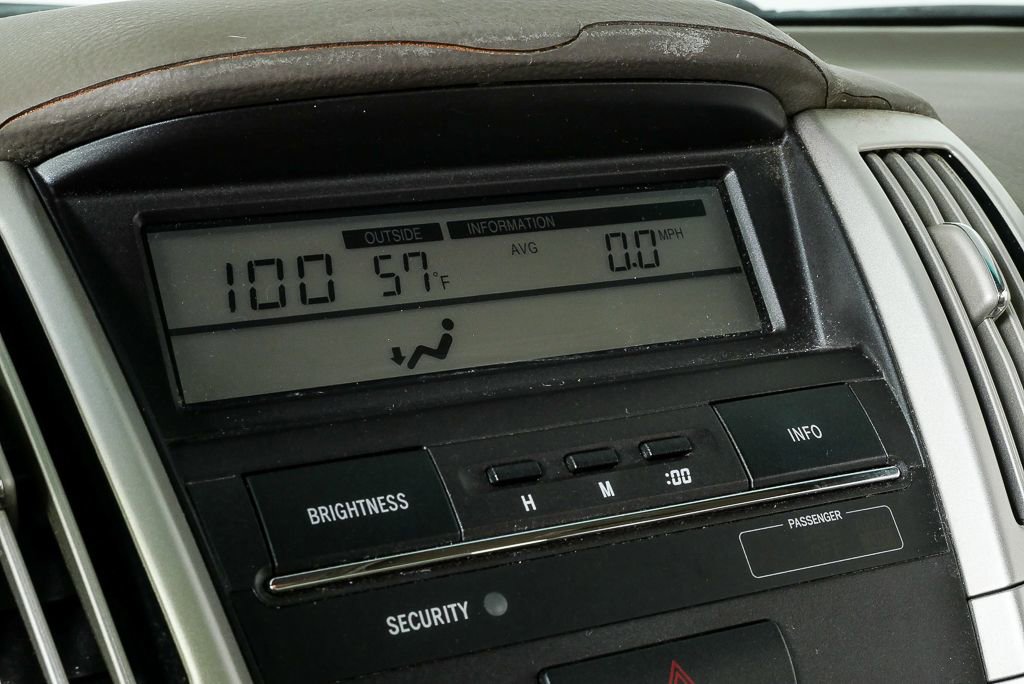 OUTSIDE INFORMATION
100 57°F AVG 0.0 MPH
BRIGHTNESS H M :00 INFO
PASSENGER
SECURITY